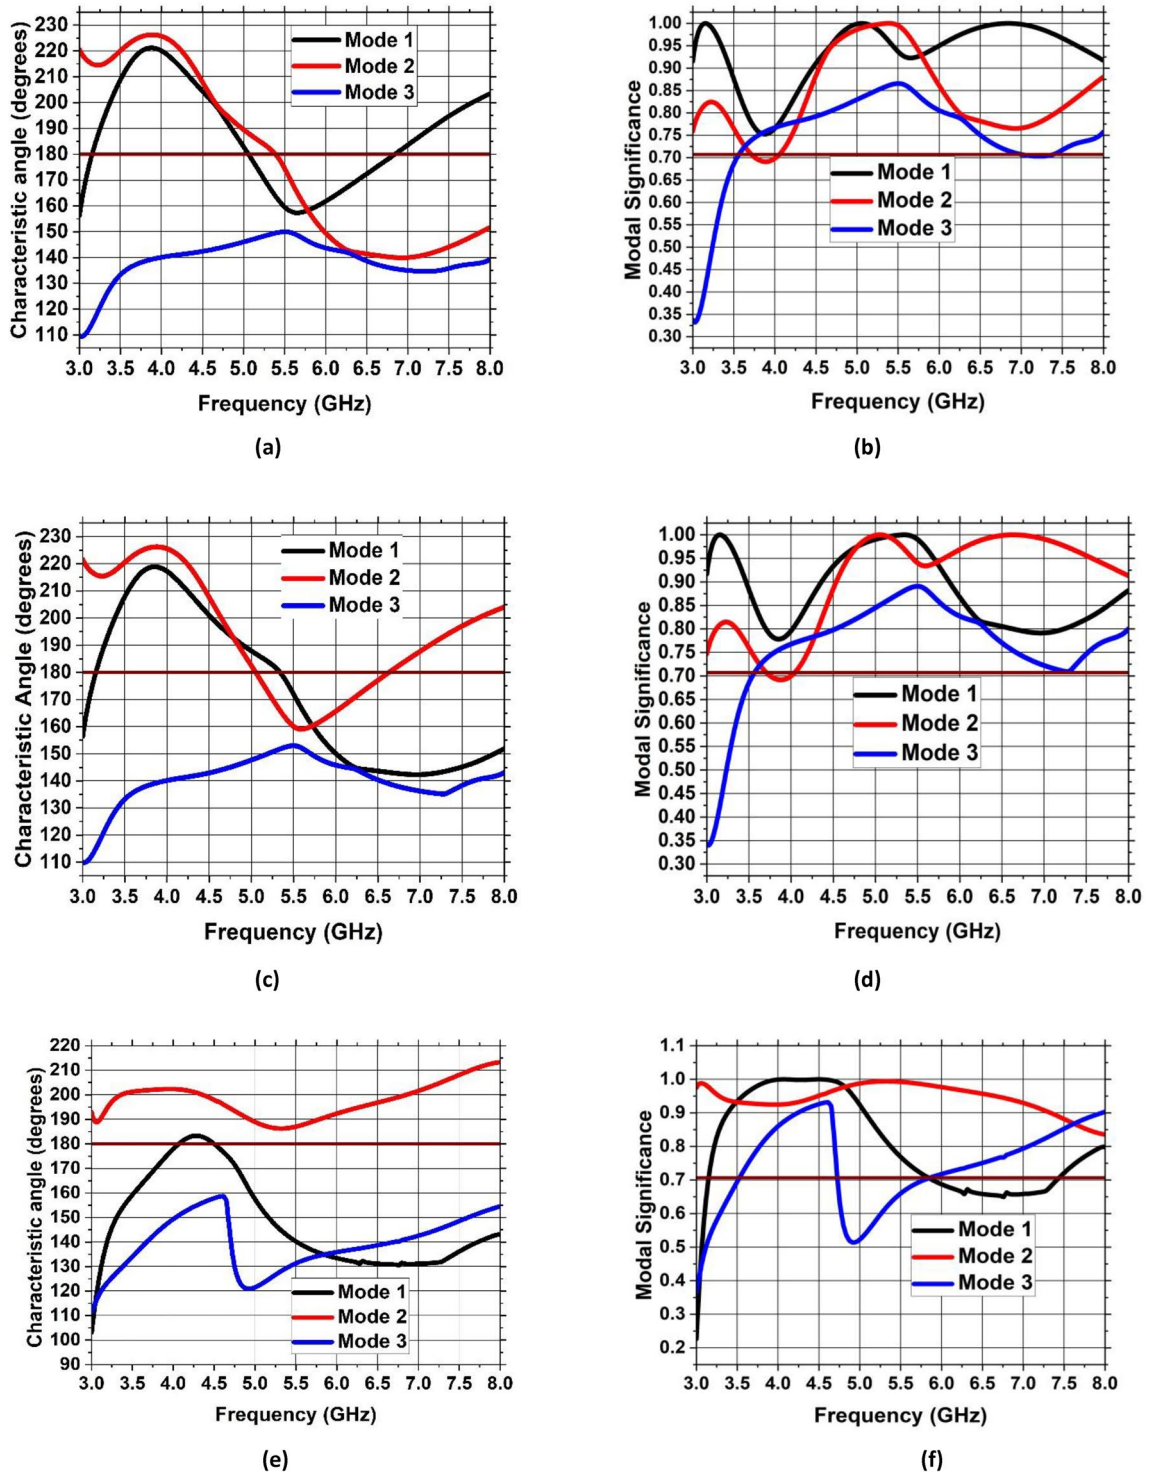 Characteristic angle (degrees)
230
220
210
200
190
180
170
160
150
140
130
120
110
Mode 1
Mode 2
Mode 3
3.0 3.5 4.0 4.5 5.0 5.5 6.0 6.5 7.0 7.5 8.0
Frequency (GHz)
(a)
Modal Significance
1.00
0.95
0.90
0.85
0.80
0.75
0.70
0.65
0.60
0.55
0.50
0.45
0.40
0.35
0.30
Mode 1
Mode 2
Mode 3
3.0 3.5 4.0 4.5 5.0 5.5 6.0 6.5 7.0 7.5 8.0
Frequency (GHz)
(b)
Characteristic Angle (degrees)
230
220
210
200
190
180
170
160
150
140
130
120
110
Mode 1
Mode 2
Mode 3
3.0 3.5 4.0 4.5 5.0 5.5 6.0 6.5 7.0 7.5 8.0
Frequency (GHz)
(c)
Modal Significance
1.00
0.95
0.90
0.85
0.80
0.75
0.70
0.65
0.60
0.55
0.50
0.45
0.40
0.35
0.30
Mode 1
Mode 2
Mode 3
3.0 3.5 4.0 4.5 5.0 5.5 6.0 6.5 7.0 7.5 8.0
Frequency (GHz)
(d)
Characteristic angle (degrees)
220
210
200
190
180
170
160
150
140
130
120
110
100
90
Mode 1
Mode 2
Mode 3
3.0 3.5 4.0 4.5 5.0 5.5 6.0 6.5 7.0 7.5 8.0
Frequency (GHz)
(e)
Modal Significance
1.1
1.0
0.9
0.8
0.7
0.6
0.5
0.4
0.3
0.2
Mode 1
Mode 2
Mode 3
3.0 3.5 4.0 4.5 5.0 5.5 6.0 6.5 7.0 7.5 8.0
Frequency (GHz)
(f)